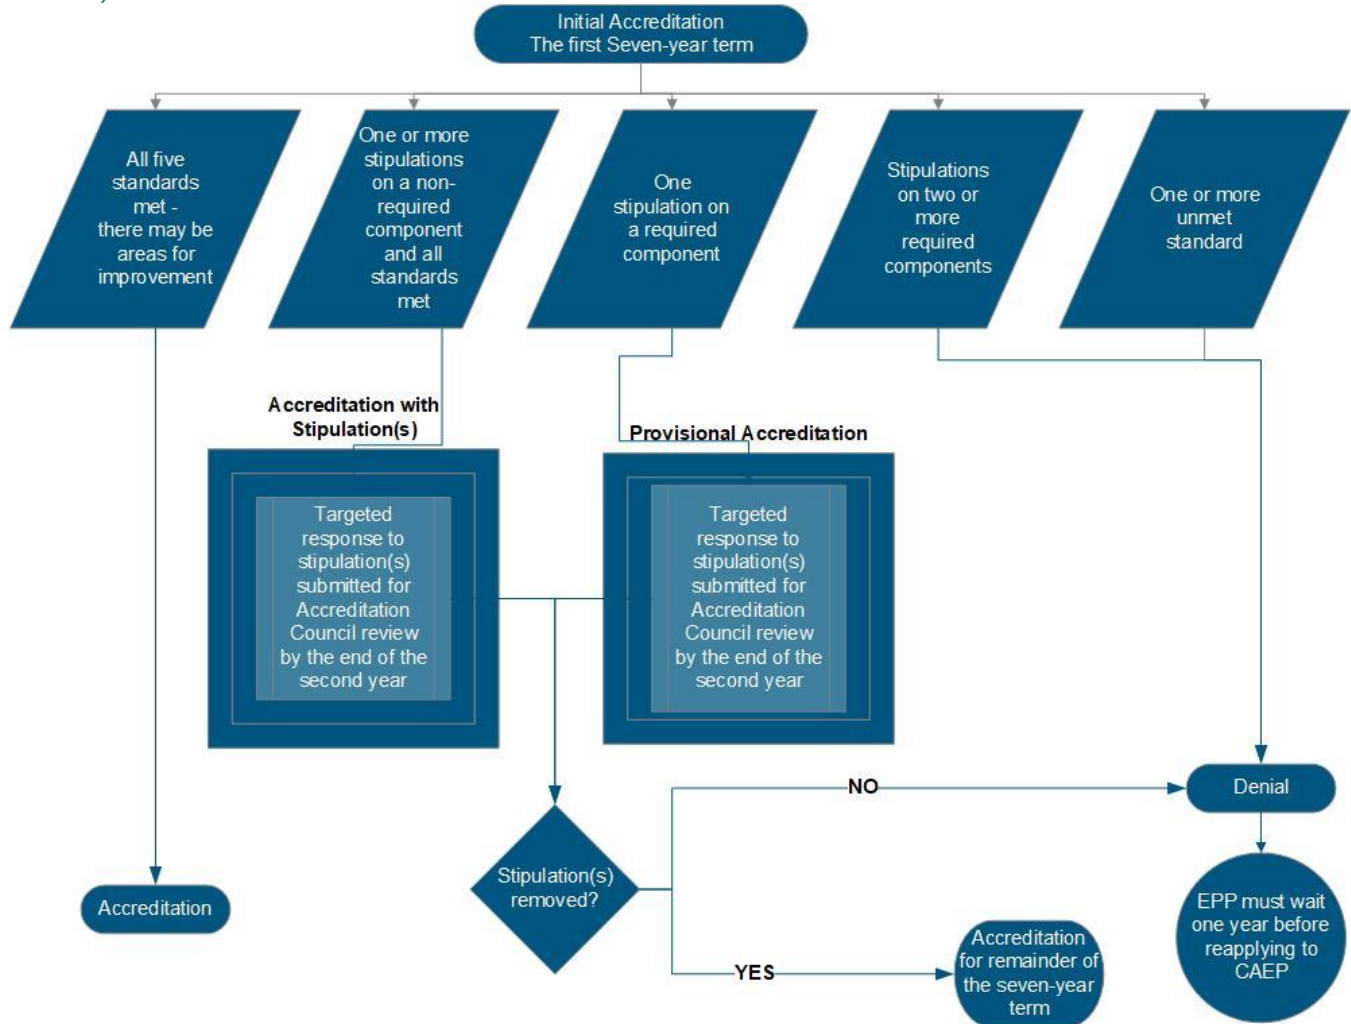 Initial Accreditation
The first Seven-year term
All five
standards
met -
there may be
areas for
improvement
One or more
stipulations
on a non-
required
component
and all
standards
met
One
stipulation on
a required
component
Stipulations
on two or
more
required
components
One or more
unmet
standard
Accreditation with
Stipulation(s)
Provisional Accreditation
Targeted
response to
stipulation(s)
submitted for
Accreditation
Council review
by the end of the
second year
Targeted
response to
stipulation(s)
submitted for
Accreditation
Council review
by the end of the
second year
NO
Denial
Stipulation(s)
removed?
Accreditation
EPP must wait
one year before
reapplying to
CAEP
YES
Accreditation
for remainder of
the seven-year
term